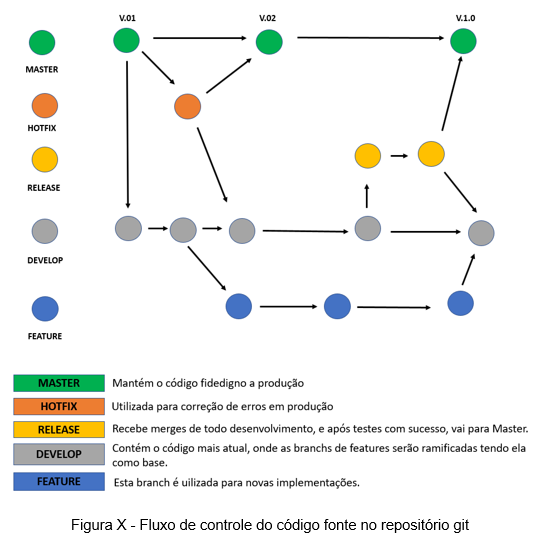 V.01 V.02 V.1.0
MASTER
HOTFIX
RELEASE
DEVELOP
FEATURE
MASTER Mantém o código fidedigno a produção
HOTFIX Utilizada para correção de erros em produção
RELEASE Recebe merges de todo desenvolvimento, e após testes com sucesso, vai para Master.
DEVELOP Contém o código mais atual, onde as branchs de features serão ramificadas tendo ela
como base.
FEATURE Esta branch é uilizada para novas implementações.
Figura X - Fluxo de controle do código fonte no repositório git